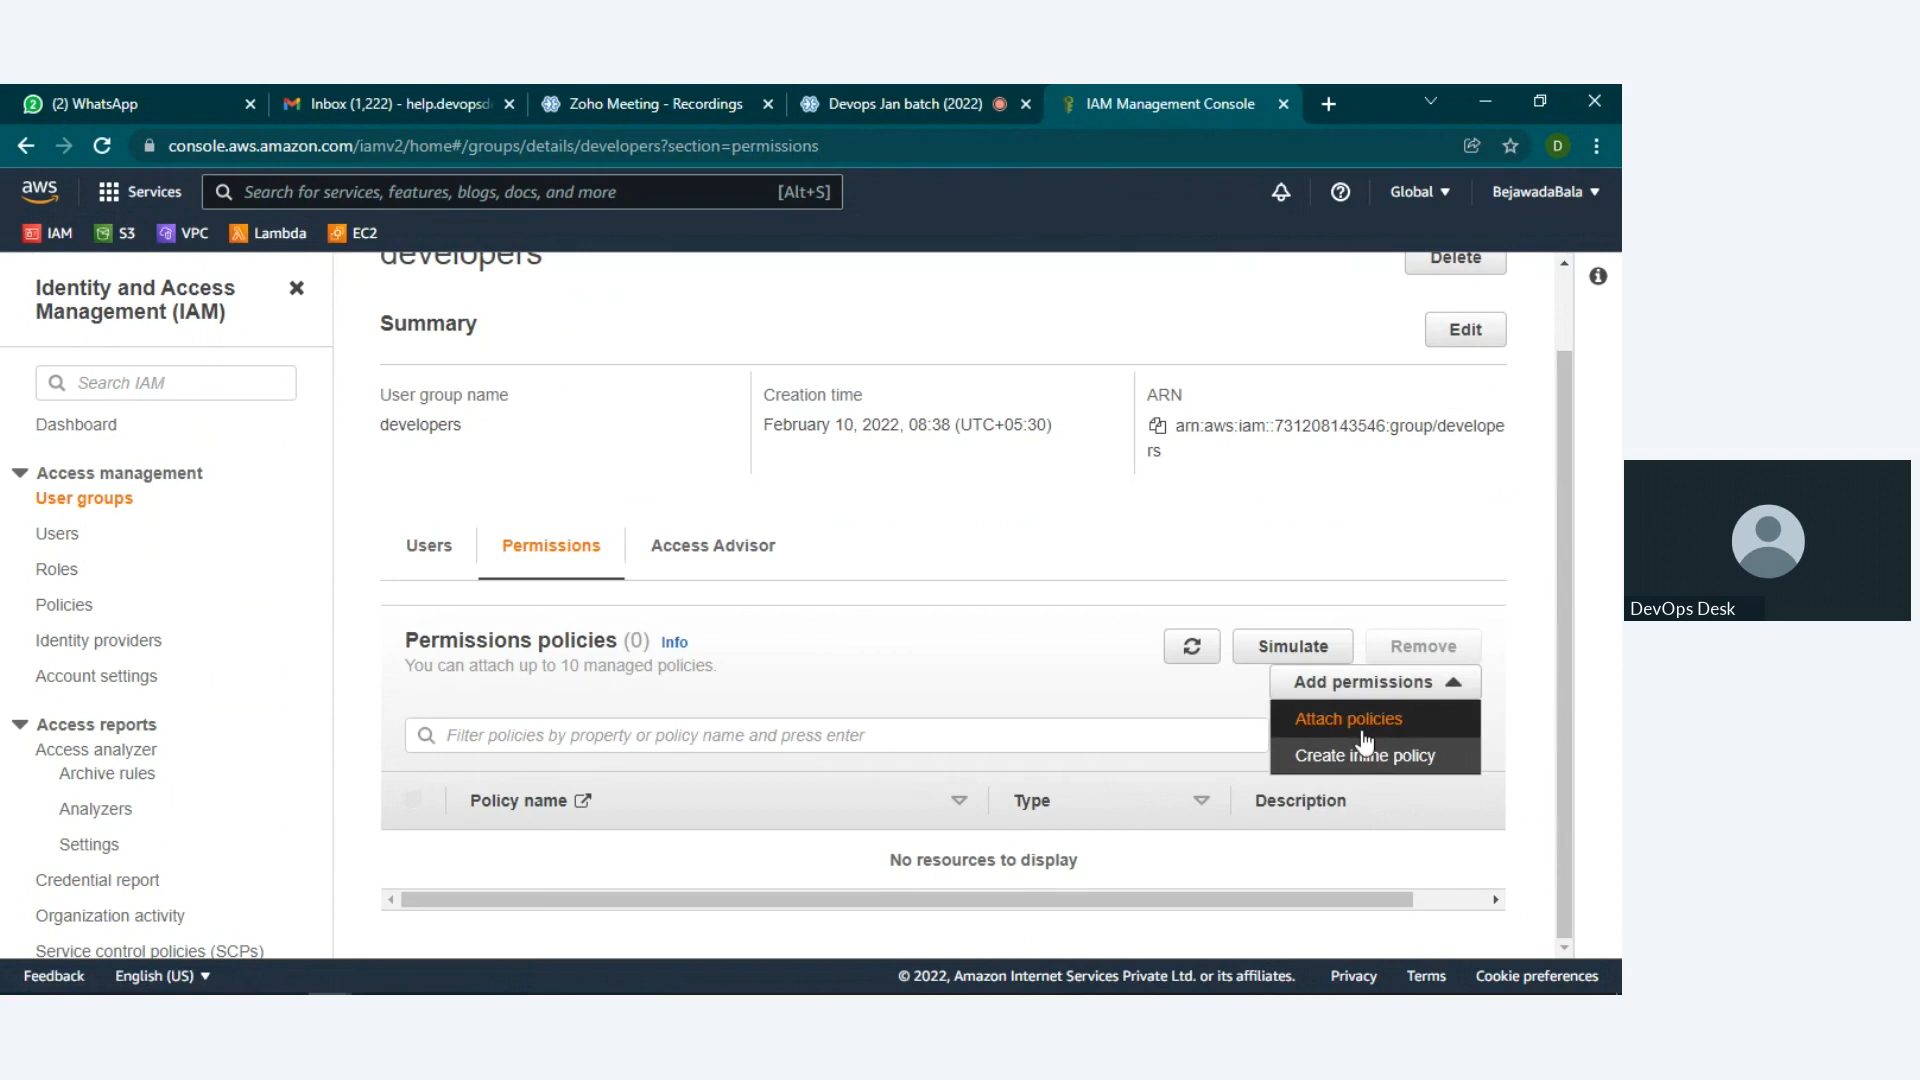 (2) WhatsApp
Inbox (1,222) - help.devopsd
Zoho Meeting - Recordings
Devops Jan batch (2022)
IAM Management Console
console.aws.amazon.com/iamv2/home#/groups/details/developers?section=permissions
D
aws
Services
Search for services, features, blogs, docs, and more
[Alt+S]
Global
BejawadaBala
IAM
S3
VPC
Lambda
EC2
Identity and Access
Management (IAM)
Search IAM
Dashboard
Access management
User groups
Users
Roles
Policies
Identity providers
Account settings
Access reports
Access analyzer
Archive rules
Analyzers
Settings
Credential report
Organization activity
Service control policies (SCPs)
developers
Delete
Summary
Edit
User group name
developers
Creation time
February 10, 2022, 08:38 (UTC+05:30)
ARN
arn:aws:iam::731208143546:group/develope
rs
Users
Permissions
Access Advisor
Permissions policies (0) Info
You can attach up to 10 managed policies.
Simulate
Remove
Add permissions
Attach policies
Create inline policy
Filter policies by property or policy name and press enter
Policy name
Type
Description
No resources to display
Feedback
English (US)
© 2022, Amazon Internet Services Private Ltd. or its affiliates.
Privacy
Terms
Cookie preferences
DevOps Desk